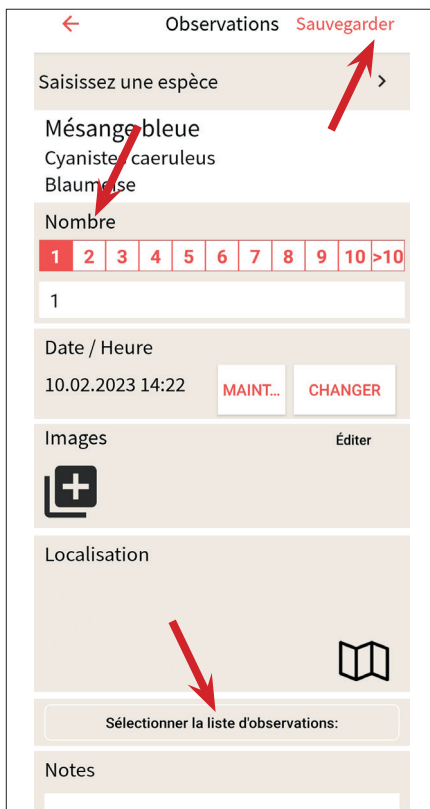 Observations Sauvegarder
Saisissez une espèce
Mésange bleue
Cyanistes caeruleus
Blaumeise
Nombre
1 2 3 4 5 6 7 8 9 10 >10
1
Date / Heure
10.02.2023 14:22 MAINT... CHANGER
Images Éditer
Localisation
Sélectionner la liste d'observations:
Notes